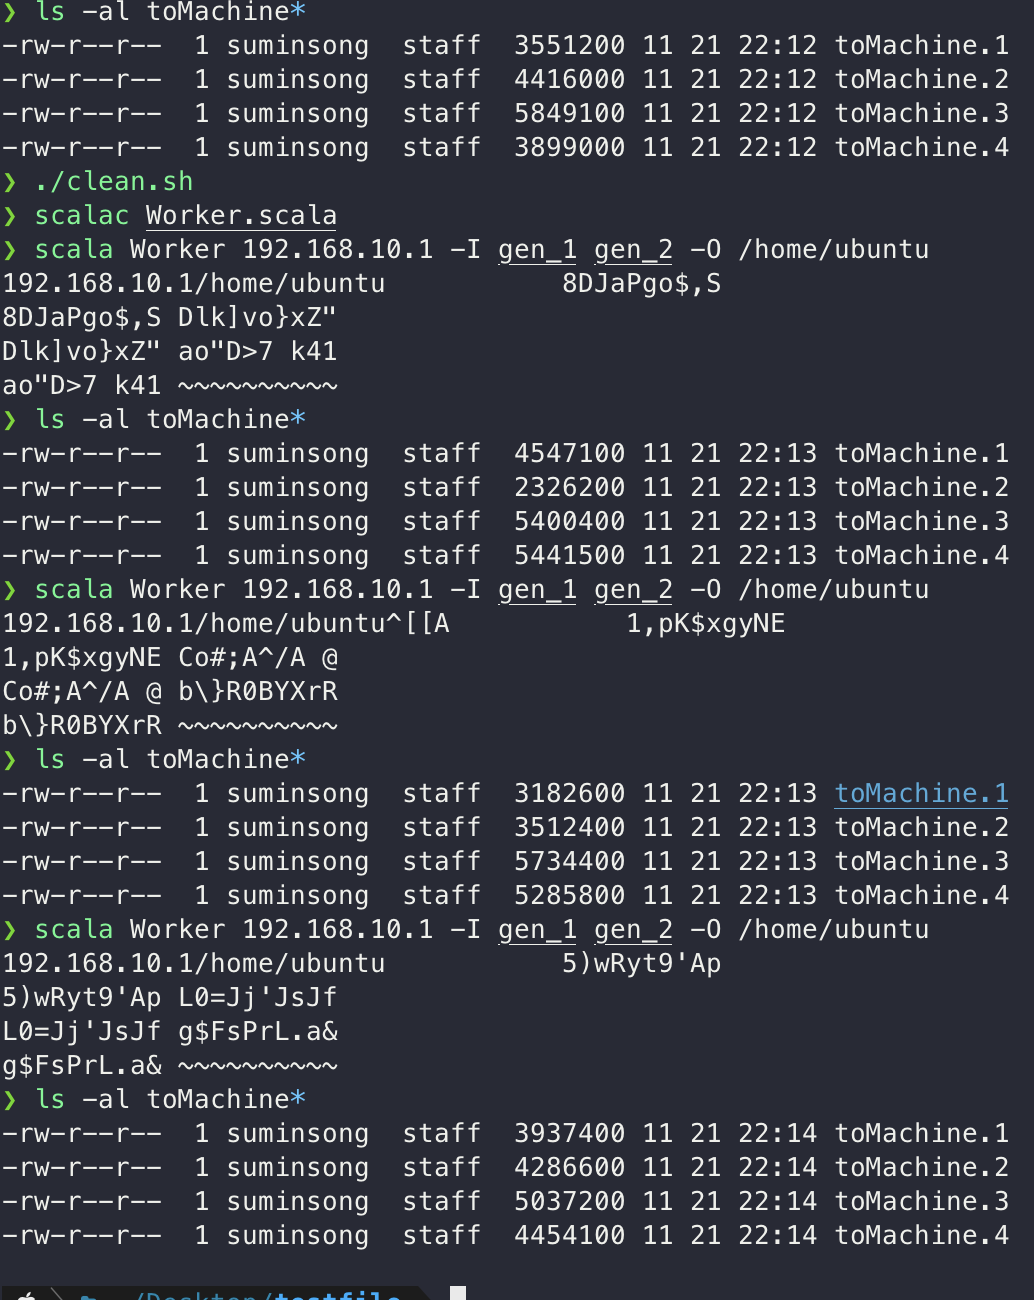 ❯ ls -al toMachine*
-rw-r--r--  1 suminsong  staff  3551200 11 21 22:12 toMachine.1
-rw-r--r--  1 suminsong  staff  4416000 11 21 22:12 toMachine.2
-rw-r--r--  1 suminsong  staff  5849100 11 21 22:12 toMachine.3
-rw-r--r--  1 suminsong  staff  3899000 11 21 22:12 toMachine.4
❯ ./clean.sh
❯ scalac Worker.scala
❯ scala Worker 192.168.10.1 -I gen_1 gen_2 -O /home/ubuntu
192.168.10.1/home/ubuntu           8DJaPgo$,S
8DJaPgo$,S Dlk]vo}xZ"
Dlk]vo}xZ" ao"D>7 k41
ao"D>7 k41 ~~~~~~~~~~
❯ ls -al toMachine*
-rw-r--r--  1 suminsong  staff  4547100 11 21 22:13 toMachine.1
-rw-r--r--  1 suminsong  staff  2326200 11 21 22:13 toMachine.2
-rw-r--r--  1 suminsong  staff  5400400 11 21 22:13 toMachine.3
-rw-r--r--  1 suminsong  staff  5441500 11 21 22:13 toMachine.4
❯ scala Worker 192.168.10.1 -I gen_1 gen_2 -O /home/ubuntu
192.168.10.1/home/ubuntu^[[A           1,pK$xgyNE
1,pK$xgyNE Co#;A^/A @
Co#;A^/A @ b\}R0BYXrR
b\}R0BYXrR ~~~~~~~~~~
❯ ls -al toMachine*
-rw-r--r--  1 suminsong  staff  3182600 11 21 22:13 toMachine.1
-rw-r--r--  1 suminsong  staff  3512400 11 21 22:13 toMachine.2
-rw-r--r--  1 suminsong  staff  5734400 11 21 22:13 toMachine.3
-rw-r--r--  1 suminsong  staff  5285800 11 21 22:13 toMachine.4
❯ scala Worker 192.168.10.1 -I gen_1 gen_2 -O /home/ubuntu
192.168.10.1/home/ubuntu           5)wRyt9'Ap
5)wRyt9'Ap L0=Jj'JsJf
L0=Jj'JsJf g$FsPrL.a&
g$FsPrL.a& ~~~~~~~~~~
❯ ls -al toMachine*
-rw-r--r--  1 suminsong  staff  3937400 11 21 22:14 toMachine.1
-rw-r--r--  1 suminsong  staff  4286600 11 21 22:14 toMachine.2
-rw-r--r--  1 suminsong  staff  5037200 11 21 22:14 toMachine.3
-rw-r--r--  1 suminsong  staff  4454100 11 21 22:14 toMachine.4
~/Desktop/testfile